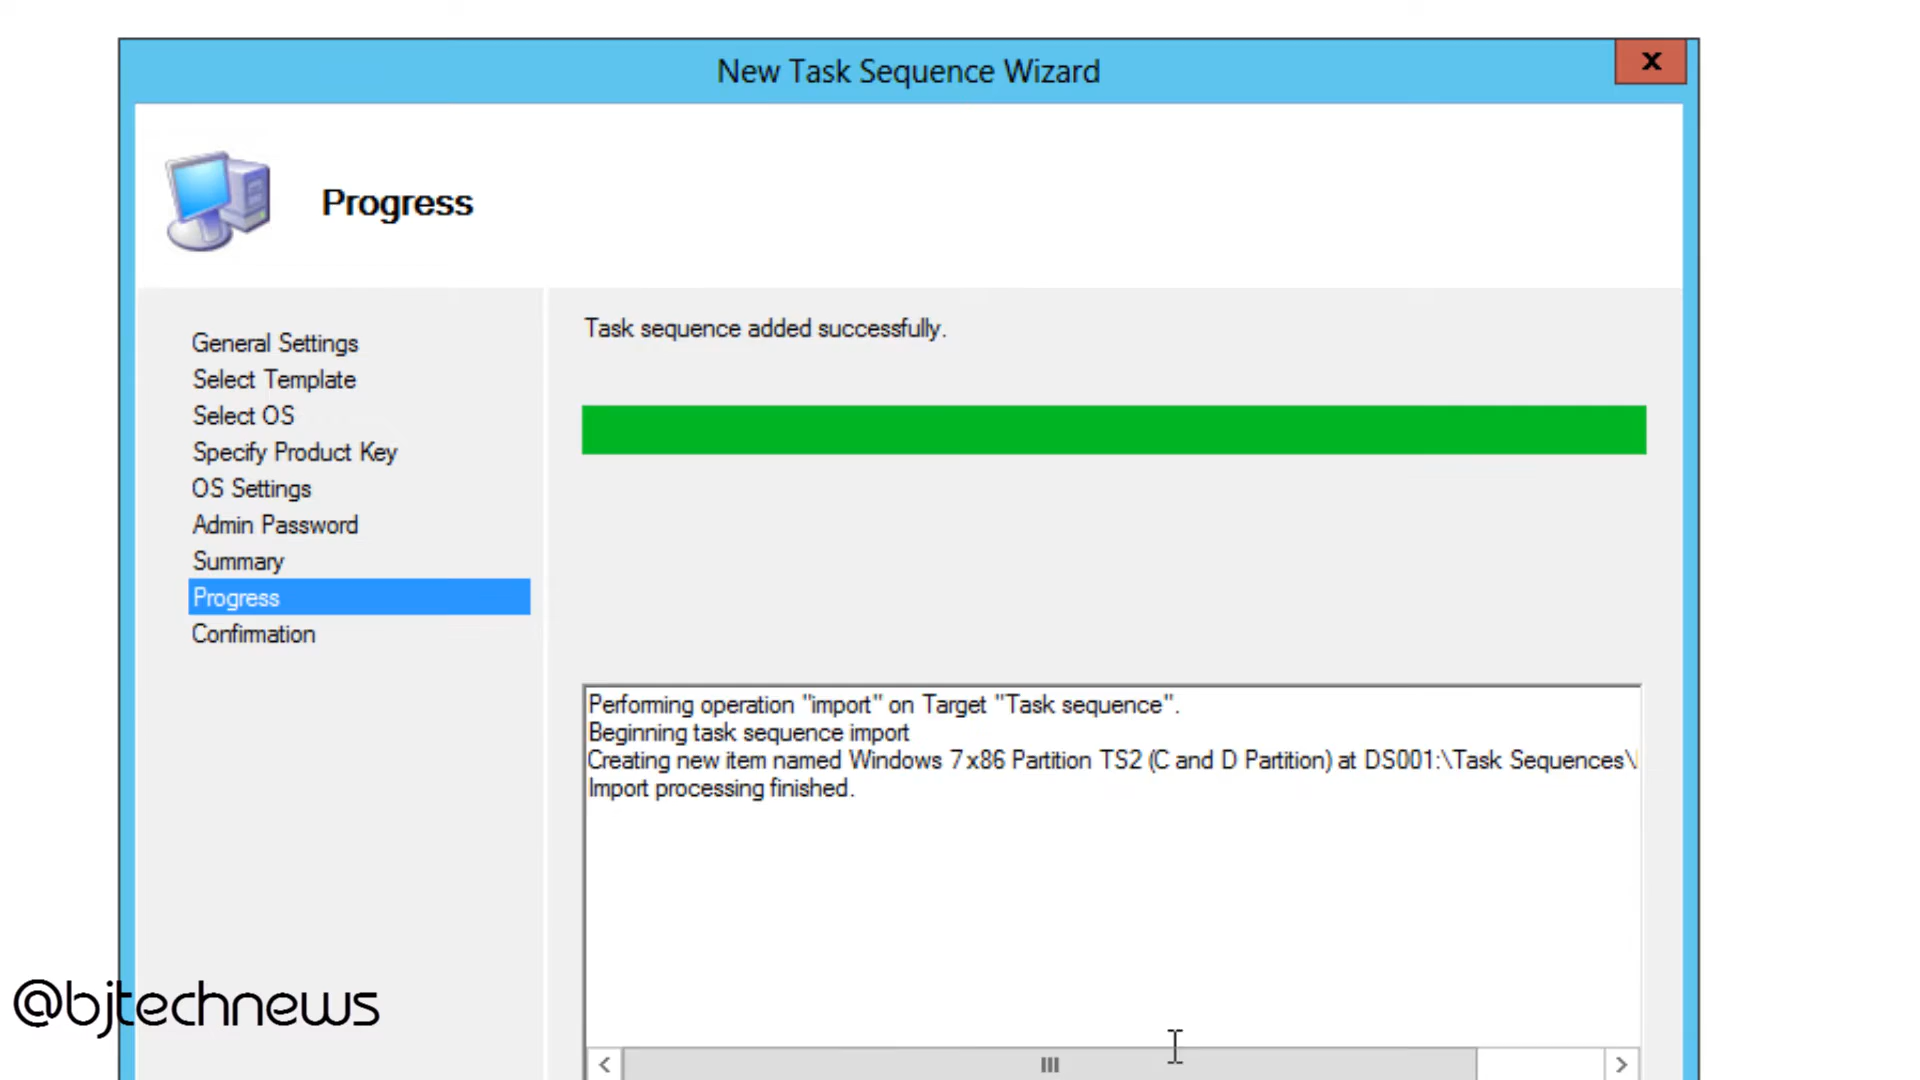 New Task Sequence Wizard
X
Progress
General Settings
Select Template
Select OS
Specify Product Key
OS Settings
Admin Password
Summary
Progress
Confirmation
Task sequence added successfully.
Performing operation "import" on Target "Task sequence".
Beginning task sequence import
Creating new item named Windows 7 x86 Partition TS2 (C and D Partition) at DS001:\Task Sequences\
Import processing finished.
@bjtechnews